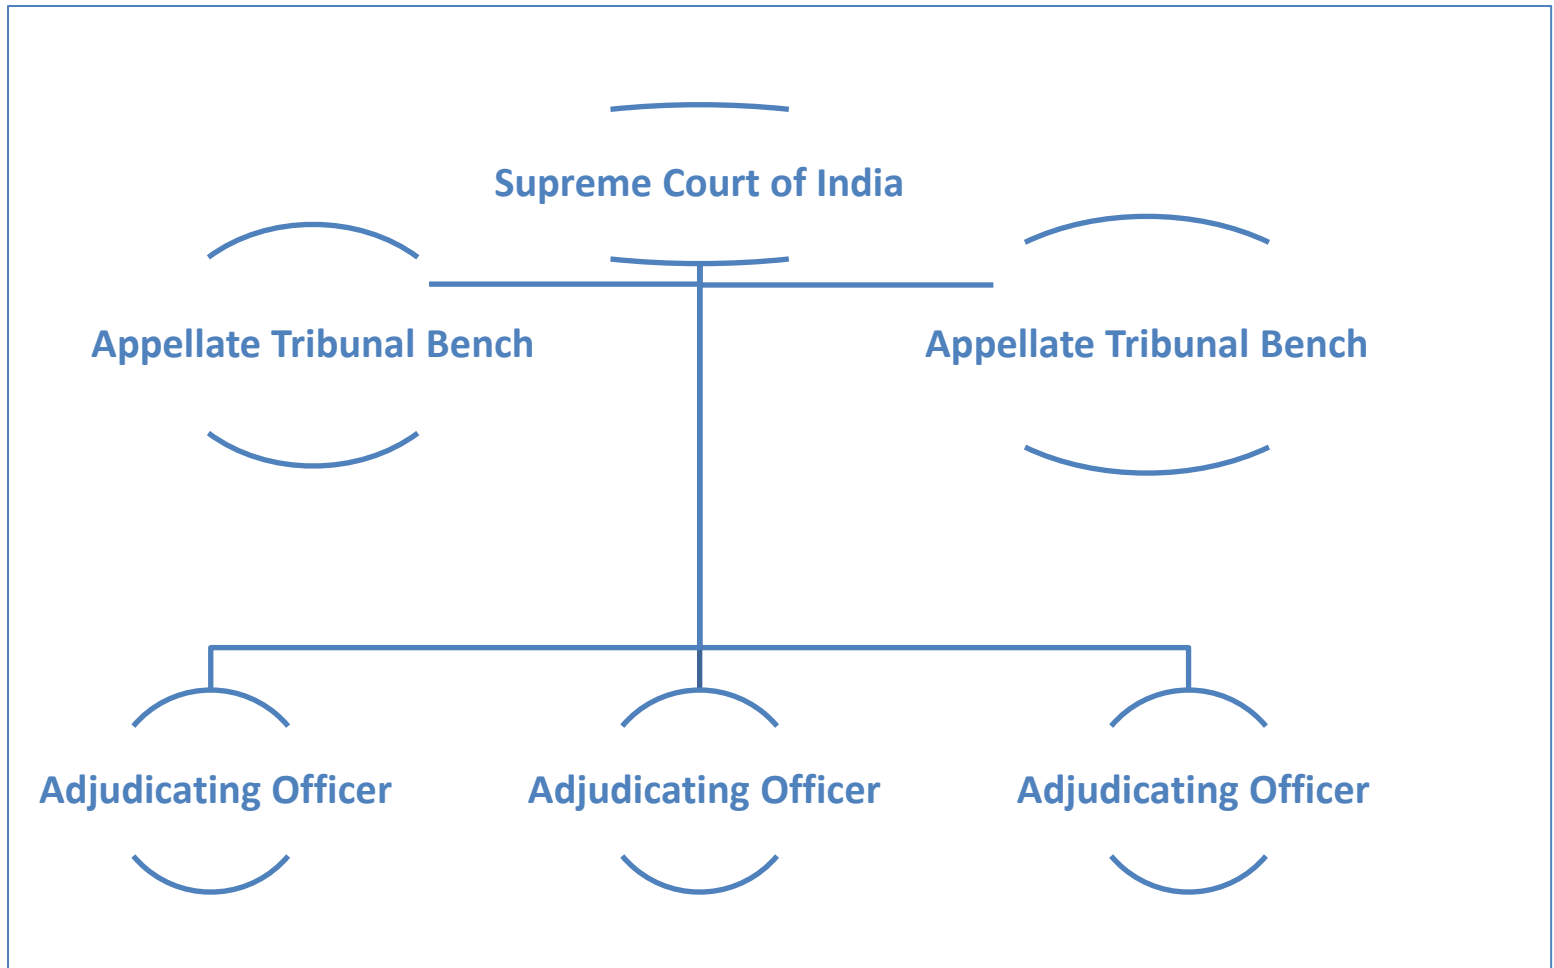 Supreme Court of India
Appellate Tribunal Bench
Appellate Tribunal Bench
Adjudicating Officer
Adjudicating Officer
Adjudicating Officer